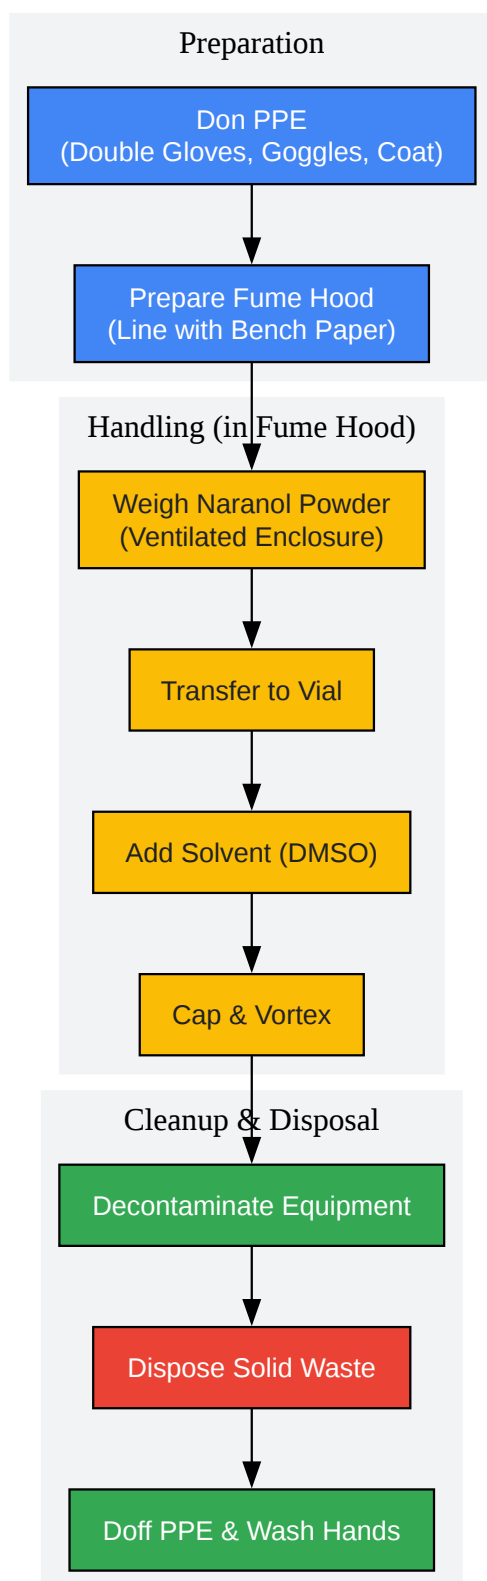 Preparation
Don PPE
(Double Gloves, Goggles, Coat)
Prepare Fume Hood
(Line with Bench Paper)
Handling (in Fume Hood)
Weigh Naranol Powder
(Ventilated Enclosure)
Transfer to Vial
Add Solvent (DMSO)
Cap & Vortex
Cleanup & Disposal
Decontaminate Equipment
Dispose Solid Waste
Doff PPE & Wash Hands